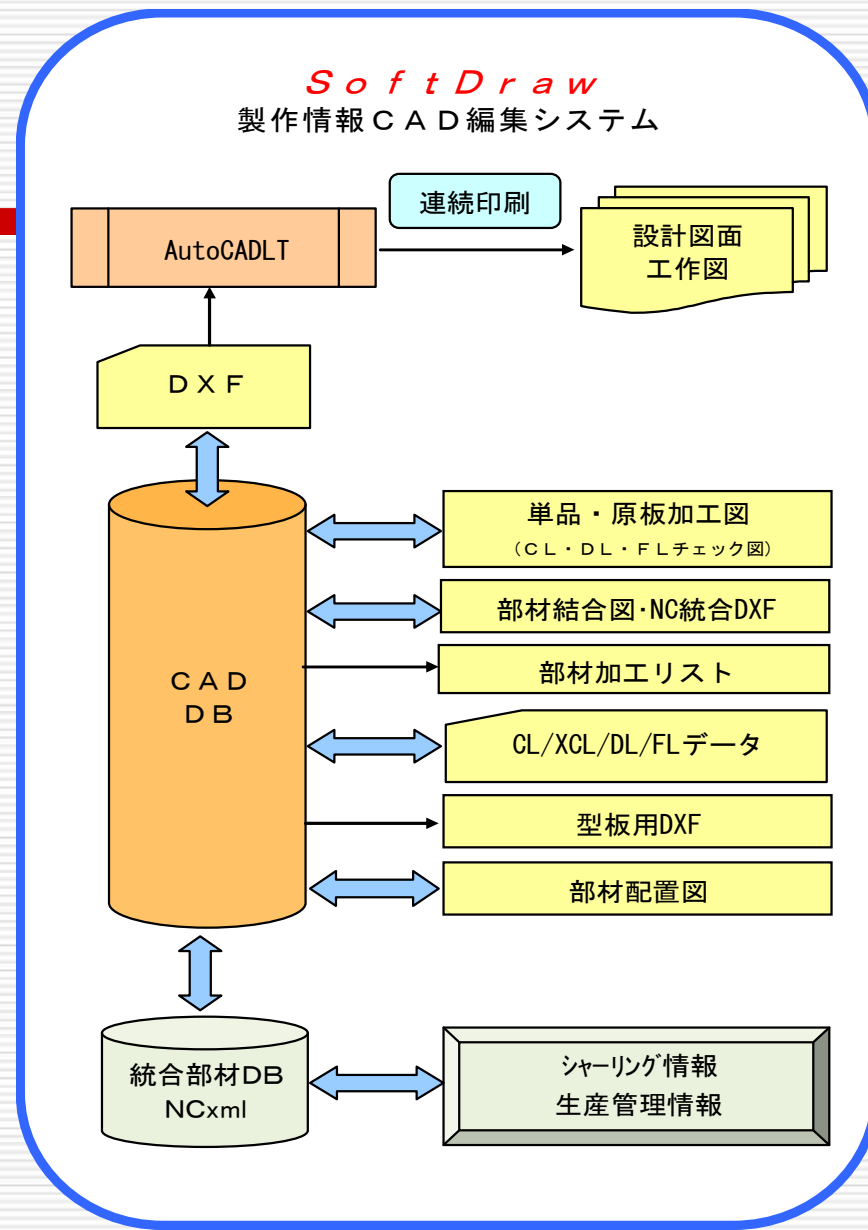 ＳｏｆｔＤｒａｗ
製作情報ＣＡＤ編集システム
連続印刷
AutoCADLT
設計図面
工作図
ＤＸＦ
単品・原板加工図
（ＣＬ・ＤＬ・ＦＬチェック図）
部材結合図･NC統合DXF
ＣＡＤ
ＤＢ
部材加工リスト
CL/XCL/DL/FLデータ
型板用DXF
部材配置図
統合部材DB
NCxml
ｼｬｰﾘﾝｸﾞ情報
生産管理情報